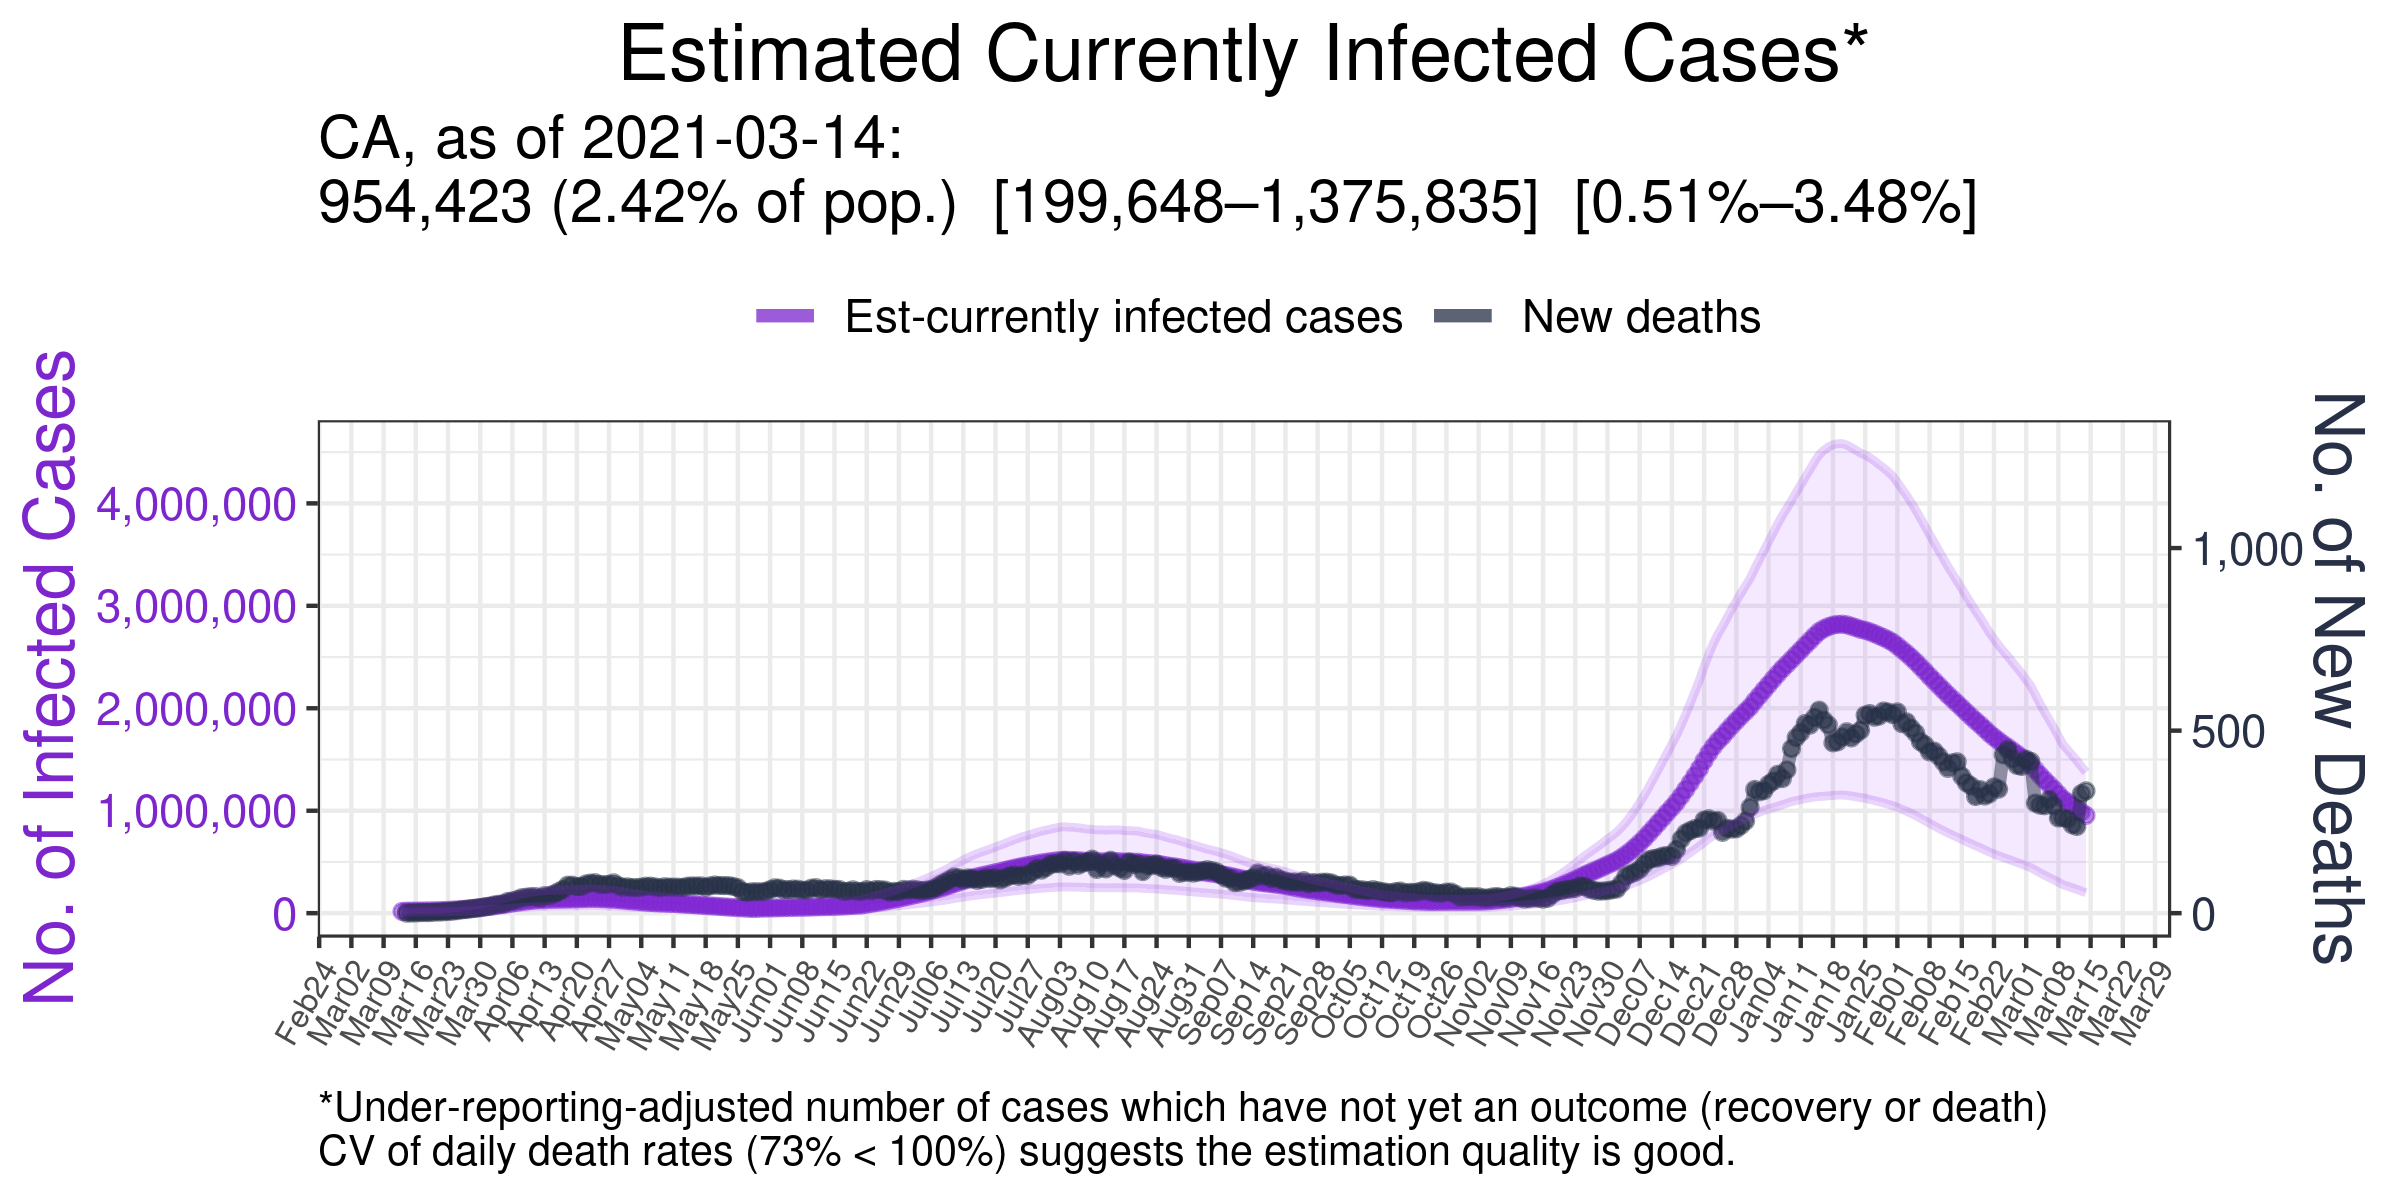 Estimated Currently Infected Cases*
CA, as of 2021-03-14:
954,423 (2.42% of pop.)  [199,648–1,375,835]  [0.51%–3.48%]
Est-currently infected cases
New deaths
No. of Infected Cases
4,000,000
3,000,000
2,000,000
1,000,000
0
No. of New Deaths
1,000
500
0
Feb24
Mar02
Mar09
Mar16
Mar23
Mar30
Apr06
Apr13
Apr20
Apr27
May04
May11
May18
May25
Jun01
Jun08
Jun15
Jun22
Jun29
Jul06
Jul13
Jul20
Jul27
Aug03
Aug10
Aug17
Aug24
Aug31
Sep07
Sep14
Sep21
Sep28
Oct05
Oct12
Oct19
Oct26
Nov02
Nov09
Nov16
Nov23
Nov30
Dec07
Dec14
Dec21
Dec28
Jan04
Jan11
Jan18
Jan25
Feb01
Feb08
Feb15
Feb22
Mar01
Mar08
Mar15
Mar22
Mar29
*Under-reporting-adjusted number of cases which have not yet an outcome (recovery or death)
CV of daily death rates (73% < 100%) suggests the estimation quality is good.